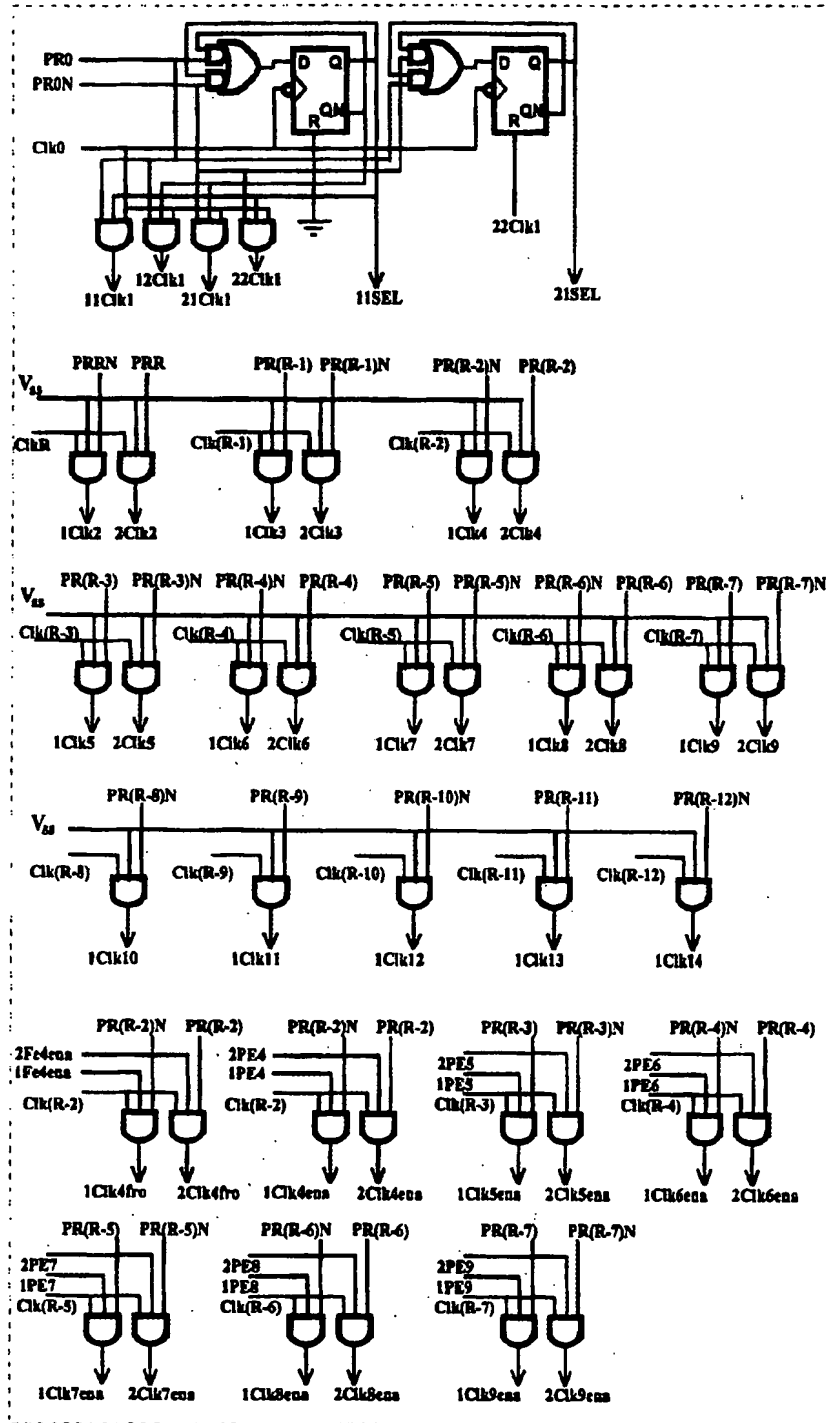 PR0
PR0N
D Q D Q
QN QN
R R
Clk0
22Clk1
12Clk1 22Clk1
11Clk1 21Clk1 11SEL 21SEL
PRRN PRR PR(R-1) PR(R-1)N PR(R-2)N PR(R-2)
Vss
ClkR Clk(R-1) Clk(R-2)
1Clk2 2Clk2 1Clk3 2Clk3 1Clk4 2Clk4
PR(R-3) PR(R-3)N PR(R-4)N PR(R-4) PR(R-5) PR(R-5)N PR(R-6)N PR(R-6) PR(R-7) PR(R-7)N
Vss
Clk(R-3) Clk(R-4) Clk(R-5) Clk(R-6) Clk(R-7)
1Clk5 2Clk5 1Clk6 2Clk6 1Clk7 2Clk7 1Clk8 2Clk8 1Clk9 2Clk9
PR(R-8)N PR(R-9) PR(R-10)N PR(R-11) PR(R-12)N
Vss
Clk(R-8) Clk(R-9) Clk(R-10) Clk(R-11) Clk(R-12)
1Clk10 1Clk11 1Clk12 1Clk13 1Clk14
PR(R-2)N PR(R-2) PR(R-2)N PR(R-2) PR(R-3) PR(R-3)N PR(R-4)N PR(R-4)
2Fe4ena 2PE4 2PE5 2PE6
1Fe4ena 1PE4 1PE5 1PE6
Clk(R-2) Clk(R-2) Clk(R-3) Clk(R-4)
1Clk4fro 2Clk4fro 1Clk4ena 2Clk4ena 1Clk5ena 2Clk5ena 1Clk6ena 2Clk6ena
PR(R-5) PR(R-5)N PR(R-6)N PR(R-6) PR(R-7) PR(R-7)N
2PE7 2PE8 2PE9
1PE7 1PE8 1PE9
Clk(R-5) Clk(R-6) Clk(R-7)
1Clk7ena 2Clk7ena 1Clk8ena 2Clk8ena 1Clk9ena 2Clk9ena